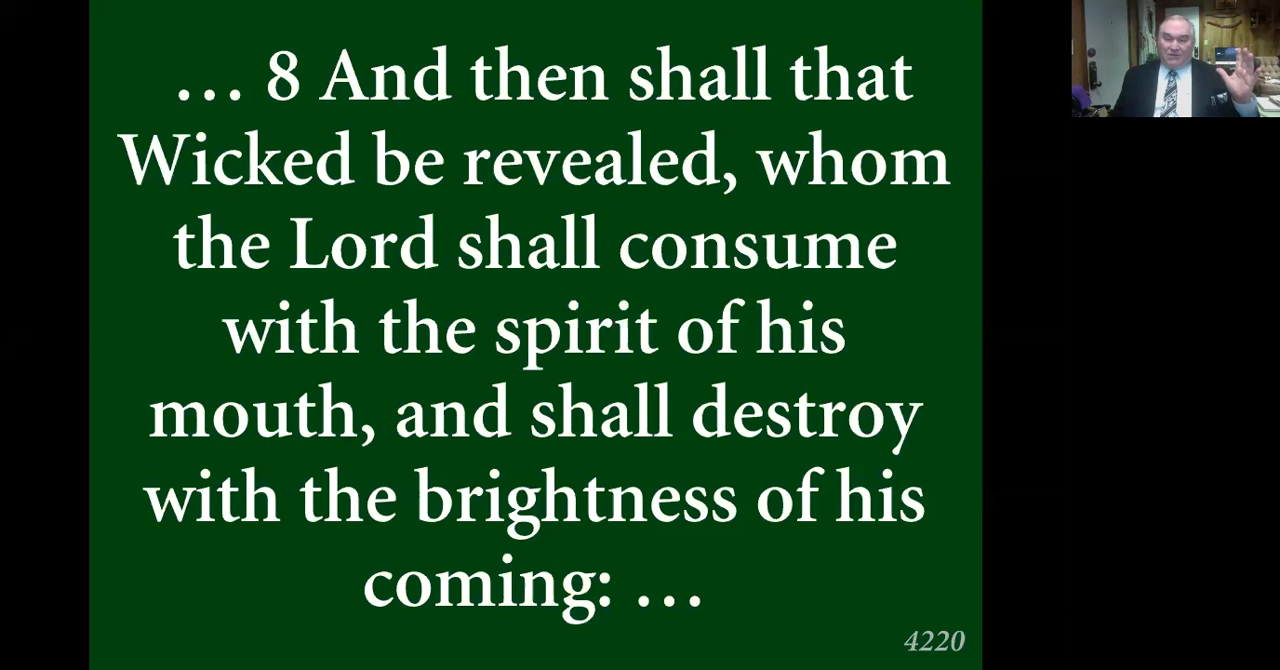 … 8 And then shall that
Wicked be revealed, whom
the Lord shall consume
with the spirit of his
mouth, and shall destroy
with the brightness of his
coming: …
4220